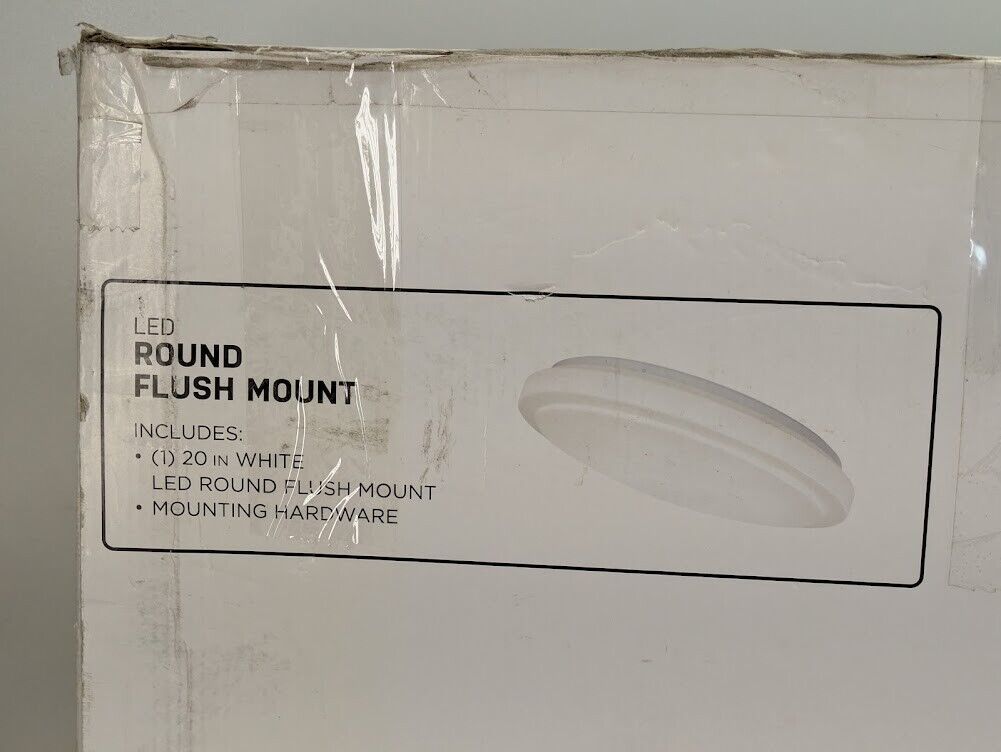 LED
ROUND
FLUSH MOUNT
INCLUDES:
• (1) 20 IN WHITE
LED ROUND FLUSH MOUNT
• MOUNTING HARDWARE